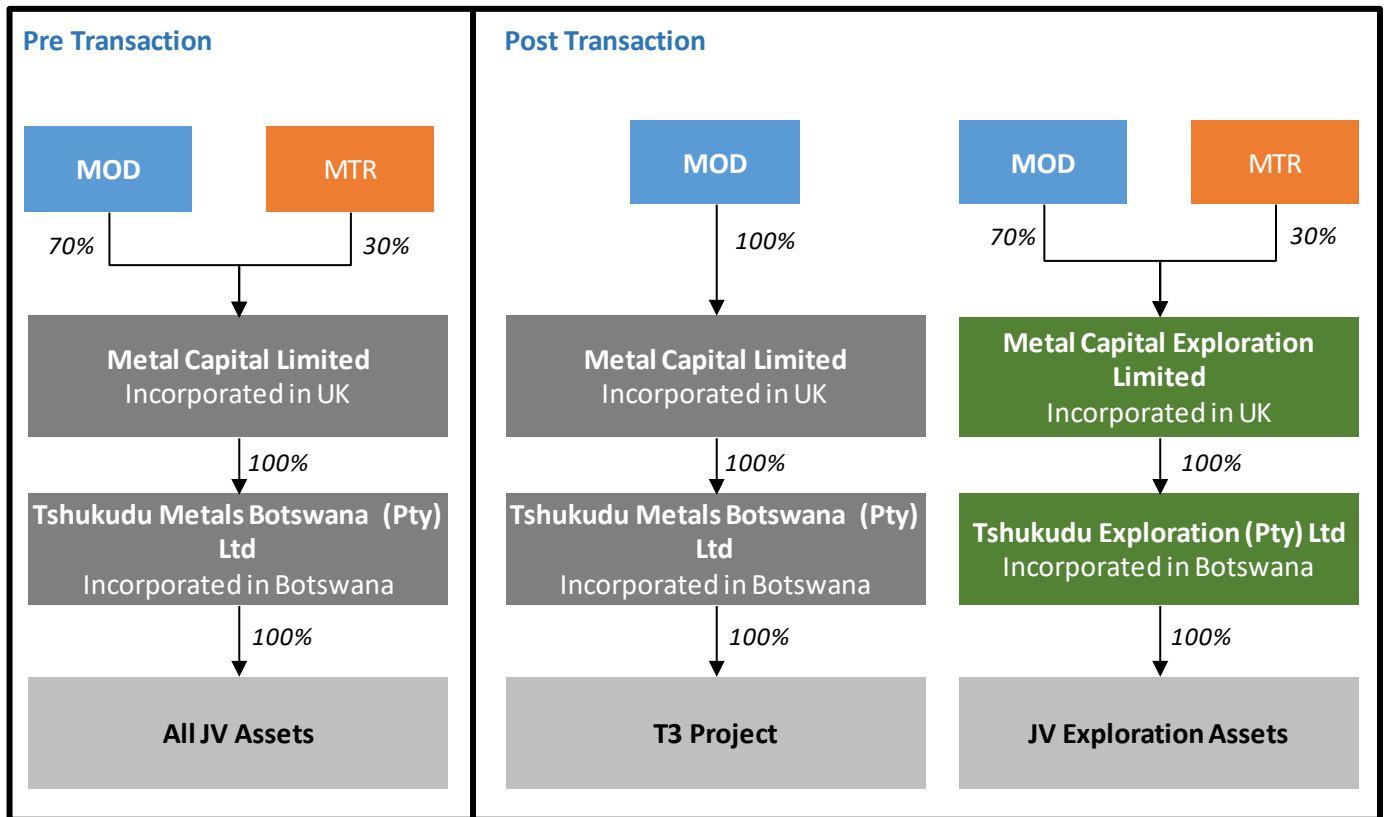 Pre Transaction
MOD
MTR
70%
30%
Metal Capital Limited
Incorporated in UK
100%
Tshukudu Metals Botswana (Pty)
Ltd
Incorporated in Botswana
100%
All JV Assets
Post Transaction
MOD
100%
Metal Capital Limited
Incorporated in UK
100%
Tshukudu Metals Botswana (Pty)
Ltd
Incorporated in Botswana
100%
T3 Project
MOD
MTR
70%
30%
Metal Capital Exploration
Limited
Incorporated in UK
100%
Tshukudu Exploration (Pty) Ltd
Incorporated in Botswana
100%
JV Exploration Assets